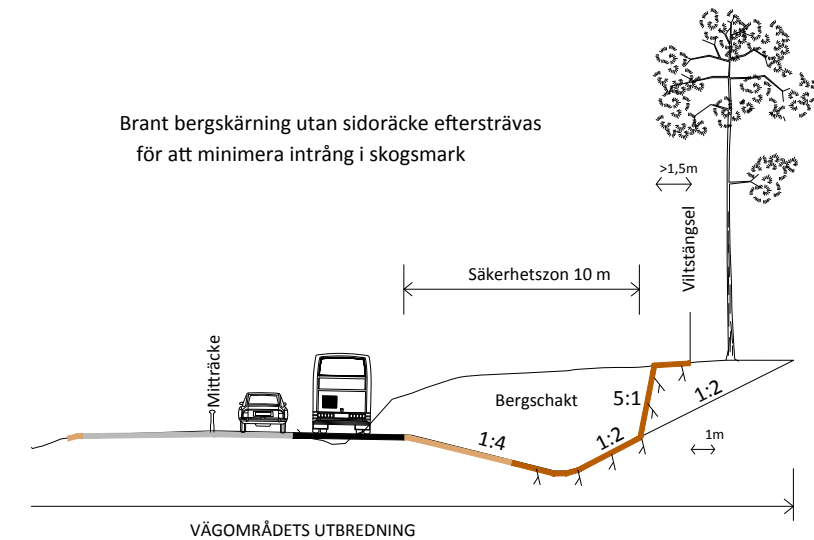 Brant bergskärning utan sidoräcke eftersträvas
för att minimera intrång i skogsmark
>1,5m
Viltstängsel
Säkerhetszon 10 m
Mitträcke
Bergschakt
5:1
1:2
1:4
1:2
1m
VÄGOMRÅDETS UTBREDNING